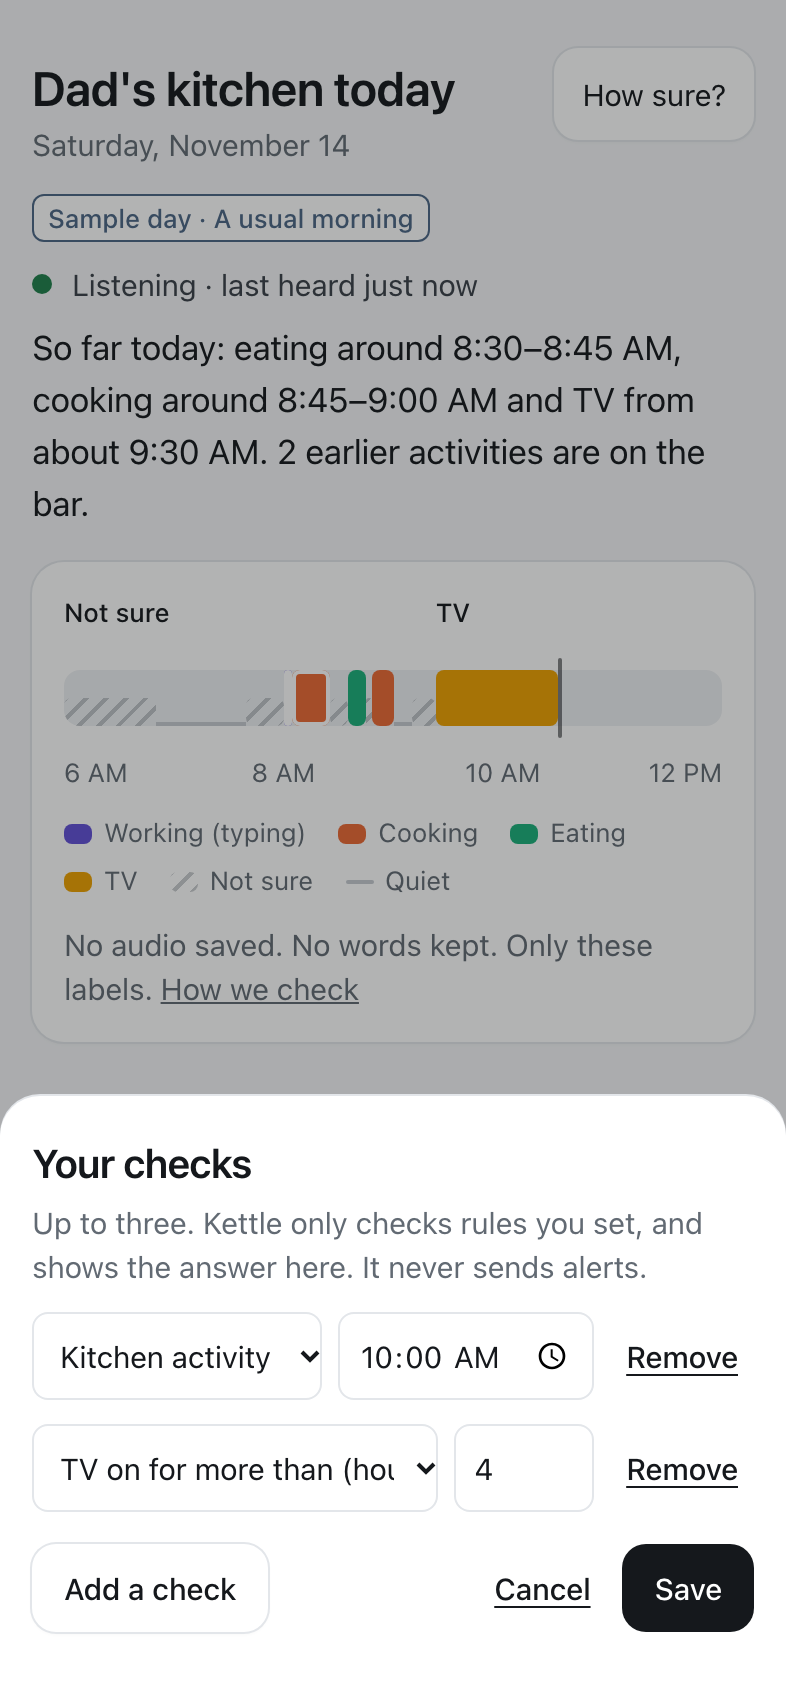 Dad's kitchen today
How sure?
Saturday, November 14
Sample day · A usual morning
Listening · last heard just now
So far today: eating around 8:30–8:45 AM,
cooking around 8:45–9:00 AM and TV from
about 9:30 AM. 2 earlier activities are on the
bar.
Not sure TV
6 AM 8 AM 10 AM 12 PM
Working (typing) Cooking Eating
TV Not sure Quiet
No audio saved. No words kept. Only these
labels. How we check
Your checks
Up to three. Kettle only checks rules you set, and
shows the answer here. It never sends alerts.
Kitchen activity 10:00 AM Remove
TV on for more than (hou 4 Remove
Add a check Cancel Save